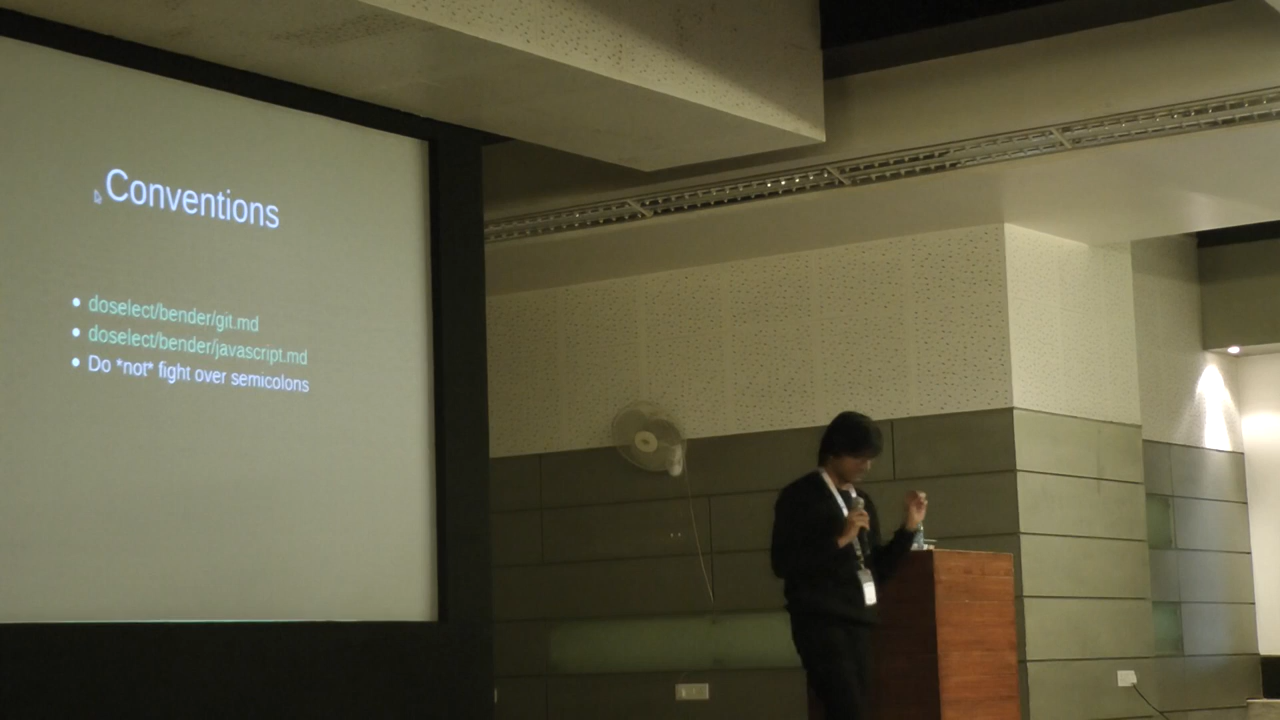 Conventions
doselect/bender/git.md
doselect/bender/javascript.md
Do *not* fight over semicolons